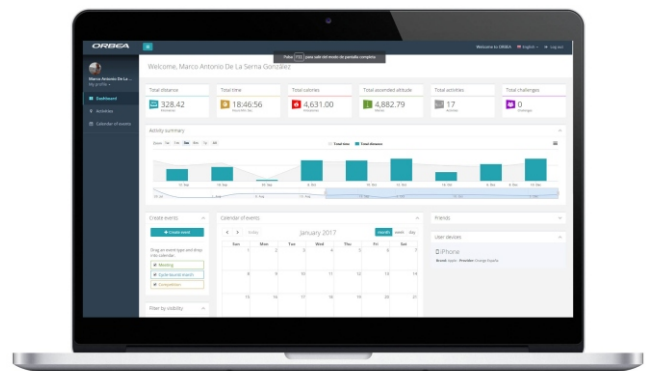 ORBEA
Welcome to ORBEA English Log out
Pulsa F11 para salir del modo de pantalla completa
Marco Antonio De La ...
My profile
Welcome, Marco Antonio De La Serna González
Dashboard
Activities
Calendar of events
Total distance
328.42
Total time
18:46:56
Total calories
4,631.00
Total ascended altitude
4,882.79
Total activities
17
Total challenges
0
Activity summary
Total time Total distance
Create events
Create event
Drag an event type and drop
into calendar.
Meeting
Competition
Filter by visibility
Calendar of events
today January 2017 month week day
Sun Mon Tue Wed Thu Fri Sat
1 2 3 4 5 6 7
8 9 10 11 12 13 14
15 16 17 18 19 20 21
Friends
User devices
iPhone